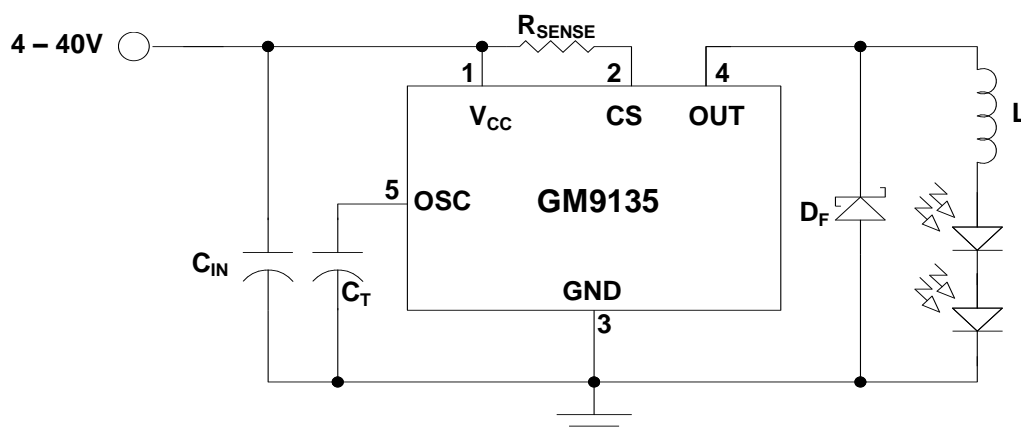 4 – 40V
R_SENSE
1
2
4
V_CC
CS
OUT
L
5
OSC
GM9135
D_F
C_IN
C_T
GND
3